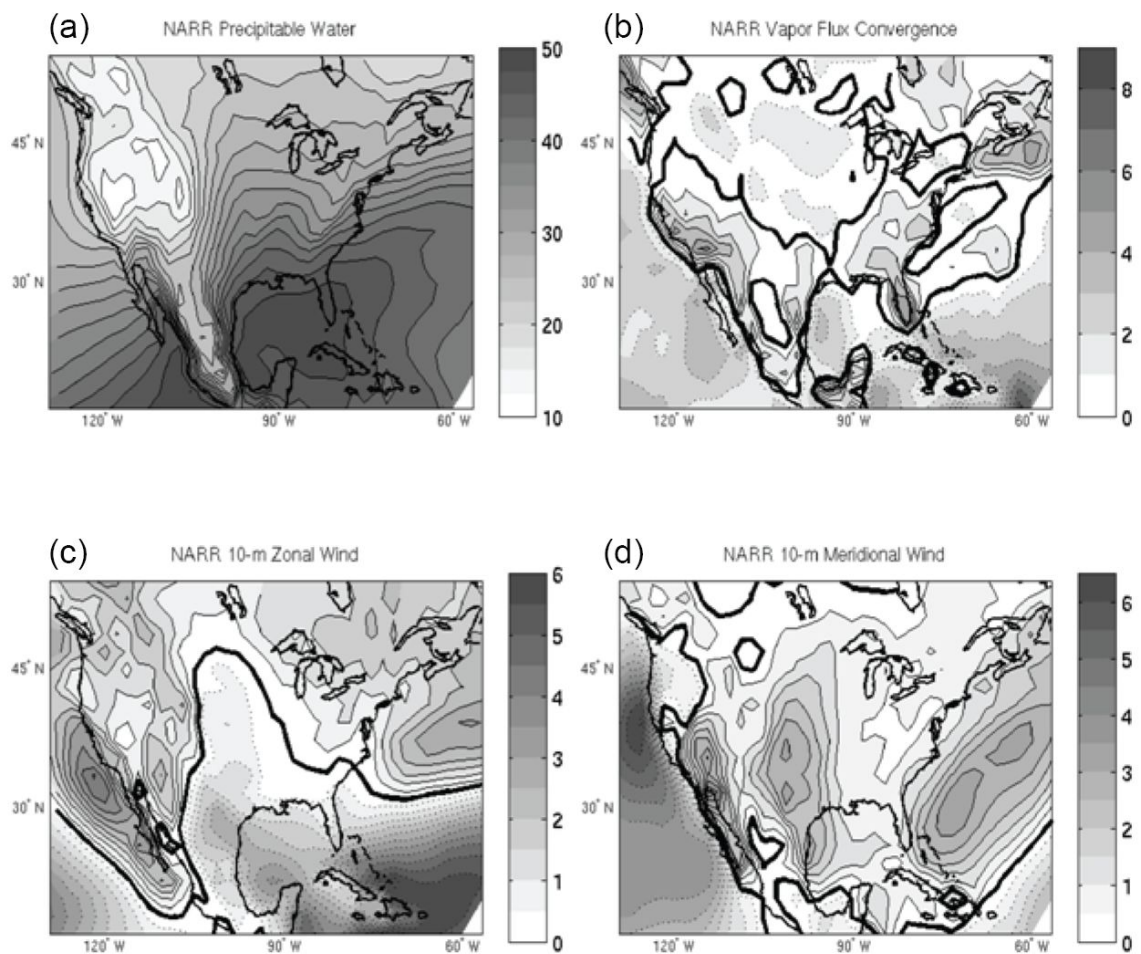 (a)
NARR Precipitable Water
50
40
30
20
10
45° N
30° N
120° W
90° W
60° W
(b)
NARR Vapor Flux Convergence
8
6
4
2
0
45° N
30° N
120° W
90° W
60° W
(c)
NARR 10-m Zonal Wind
6
5
4
3
2
1
0
45° N
30° N
120° W
90° W
60° W
(d)
NARR 10-m Meridional Wind
6
5
4
3
2
1
0
45° N
30° N
120° W
90° W
60° W